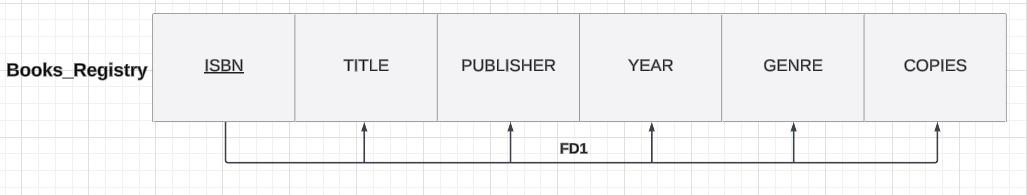 Books_Registry
ISBN
TITLE
PUBLISHER
YEAR
GENRE
COPIES
FD1